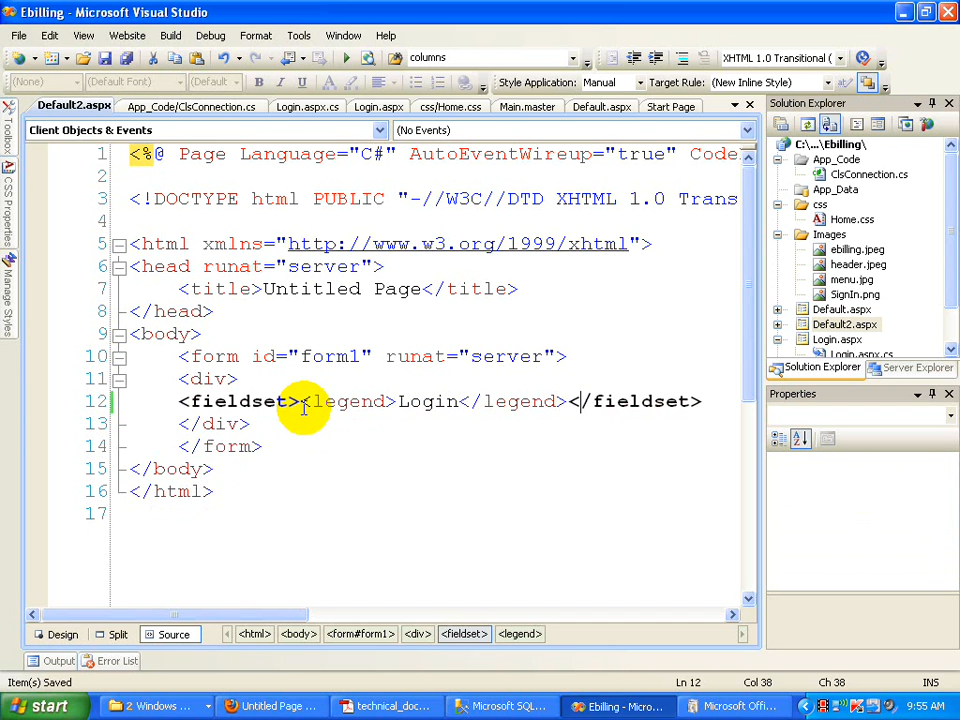 Ebilling - Microsoft Visual Studio
File Edit View Website Build Debug Format Tools Window Help
columns XHTML 1.0 Transitional (
(None) (Default Font) (Default B I U A Style Application: Manual Target Rule: (New Inline Style)
Default2.aspx App_Code/ClsConnection.cs Login.aspx.cs Login.aspx css/Home.css Main.master Default.aspx Start Page
Client Objects & Events (No Events)
1 <%@ Page Language="C#" AutoEventWireup="true" Code
2
3 <!DOCTYPE html PUBLIC "-//W3C//DTD XHTML 1.0 Trans
4
5 <html xmlns="http://www.w3.org/1999/xhtml">
6 <head runat="server">
7 <title>Untitled Page</title>
8 </head>
9 <body>
10 <form id="form1" runat="server">
11 <div>
12 <fieldset><legend>Login</legend></fieldset>
13 </div>
14 </form>
15 </body>
16 </html>
17
Design Split Source <html> <body> <form#form1> <div> <fieldset> <legend>
Toolbox
CSS Properties
Manage Styles
Solution Explorer
C:\...\Ebilling\
App_Code
ClsConnection.cs
App_Data
css
Home.css
Images
ebilling.jpeg
header.jpeg
menu.jpg
SignIn.png
Default.aspx
Default2.aspx
Login.aspx
Login.aspx.cs
Solution Explorer Server Explorer
Properties
Output Error List
Item(s) Saved Ln 12 Col 38 Ch 38 INS
start 2 Windows ... Untitled Page ... technical_doc... Microsoft SQL... Ebilling - Micro... Microsoft Offi... 9:55 AM